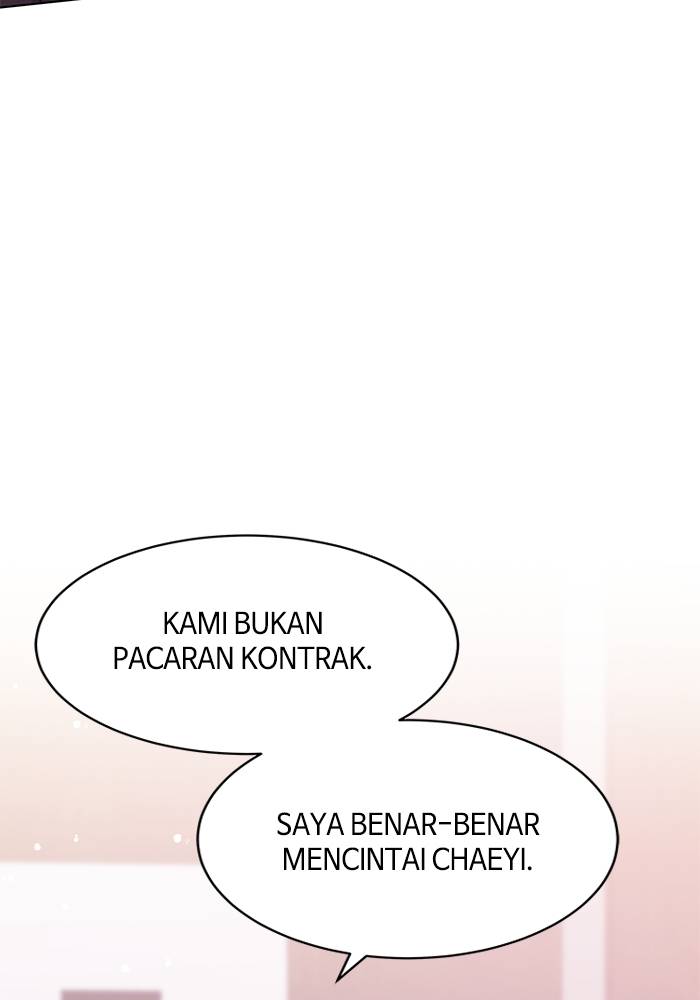 KAMI BUKAN
PACARAN KONTRAK.
SAYA BENAR-BENAR
MENCINTAI CHAEYI.